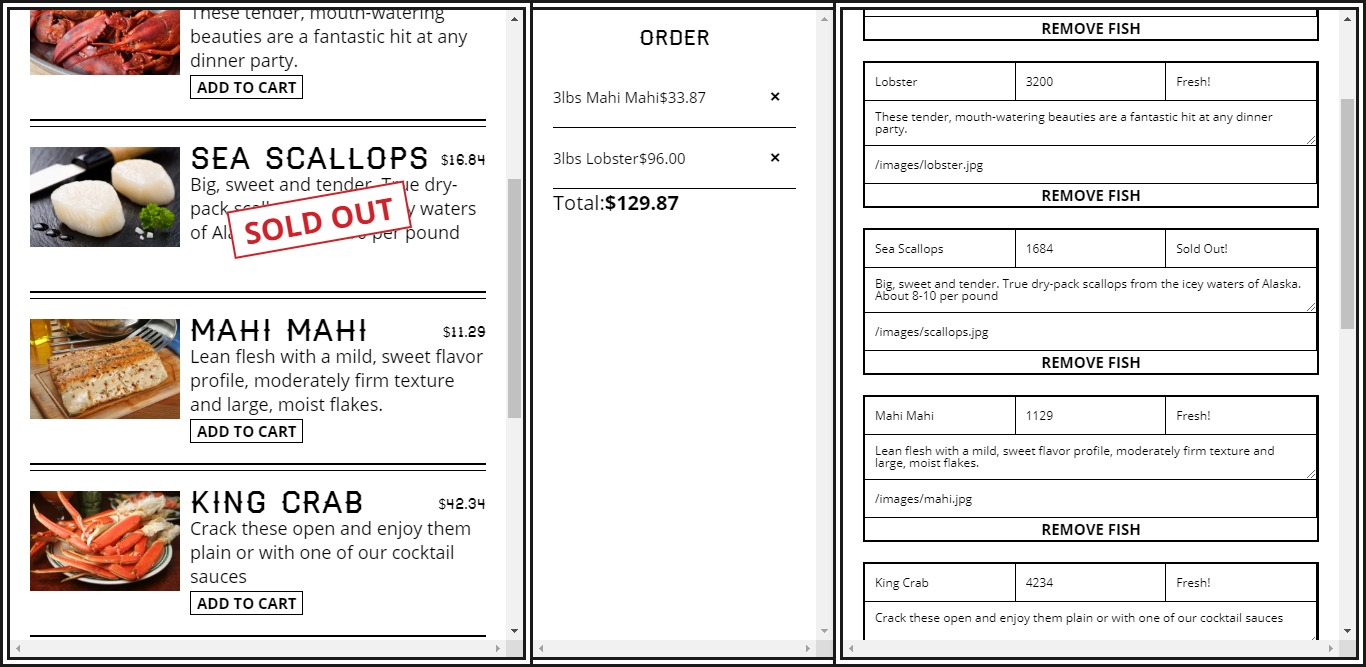 These tender, mouth-watering
beauties are a fantastic hit at any
dinner party.
ADD TO CART
SEA SCALLOPS $16.84
Big, sweet and tender. True dry-
pack waters
of per pound
SOLD OUT
MAHI MAHI $11.29
Lean flesh with a mild, sweet flavor
profile, moderately firm texture
and large, moist flakes.
ADD TO CART
KING CRAB $42.34
Crack these open and enjoy them
plain or with one of our cocktail
sauces
ADD TO CART
ORDER
3lbs Mahi Mahi$33.87 ×
3lbs Lobster$96.00 ×
Total:$129.87
REMOVE FISH
Lobster 3200 Fresh!
These tender, mouth-watering beauties are a fantastic hit at any dinner
party.
/images/lobster.jpg
REMOVE FISH
Sea Scallops 1684 Sold Out!
Big, sweet and tender. True dry-pack scallops from the icey waters of Alaska.
About 8-10 per pound
/images/scallops.jpg
REMOVE FISH
Mahi Mahi 1129 Fresh!
Lean flesh with a mild, sweet flavor profile, moderately firm texture and
large, moist flakes.
/images/mahi.jpg
REMOVE FISH
King Crab 4234 Fresh!
Crack these open and enjoy them plain or with one of our cocktail sauces